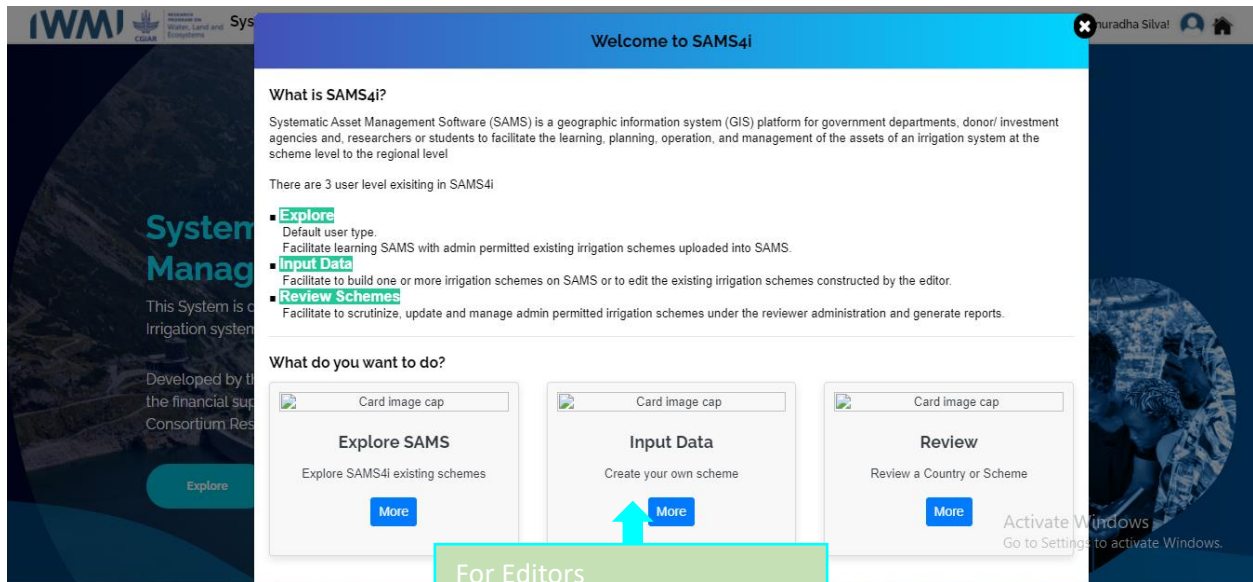 IWMI
CGIAR
RESEARCH
PROGRAM ON
Water, Land and
Ecosystems
Sys
Welcome to SAMS4i
nuradha Silva!
What is SAMS4i?
Systematic Asset Management Software (SAMS) is a geographic information system (GIS) platform for government departments, donor/ investment
agencies and, researchers or students to facilitate the learning, planning, operation, and management of the assets of an irrigation system at the
scheme level to the regional level
There are 3 user level exisiting in SAMS4i
Explore
Default user type.
Facilitate learning SAMS with admin permitted existing irrigation schemes uploaded into SAMS.
Input Data
Facilitate to build one or more irrigation schemes on SAMS or to edit the existing irrigation schemes constructed by the editor.
Review Schemes
Facilitate to scrutinize, update and manage admin permitted irrigation schemes under the reviewer administration and generate reports.
System
Manag
This System is c
Irrigation system
Developed by th
the financial sup
Consortium Res
Explore
What do you want to do?
Card image cap
Explore SAMS
Explore SAMS4i existing schemes
More
Card image cap
Input Data
Create your own scheme
More
Card image cap
Review
Review a Country or Scheme
More
For Editors
Activate Windows
Go to Settings to activate Windows.